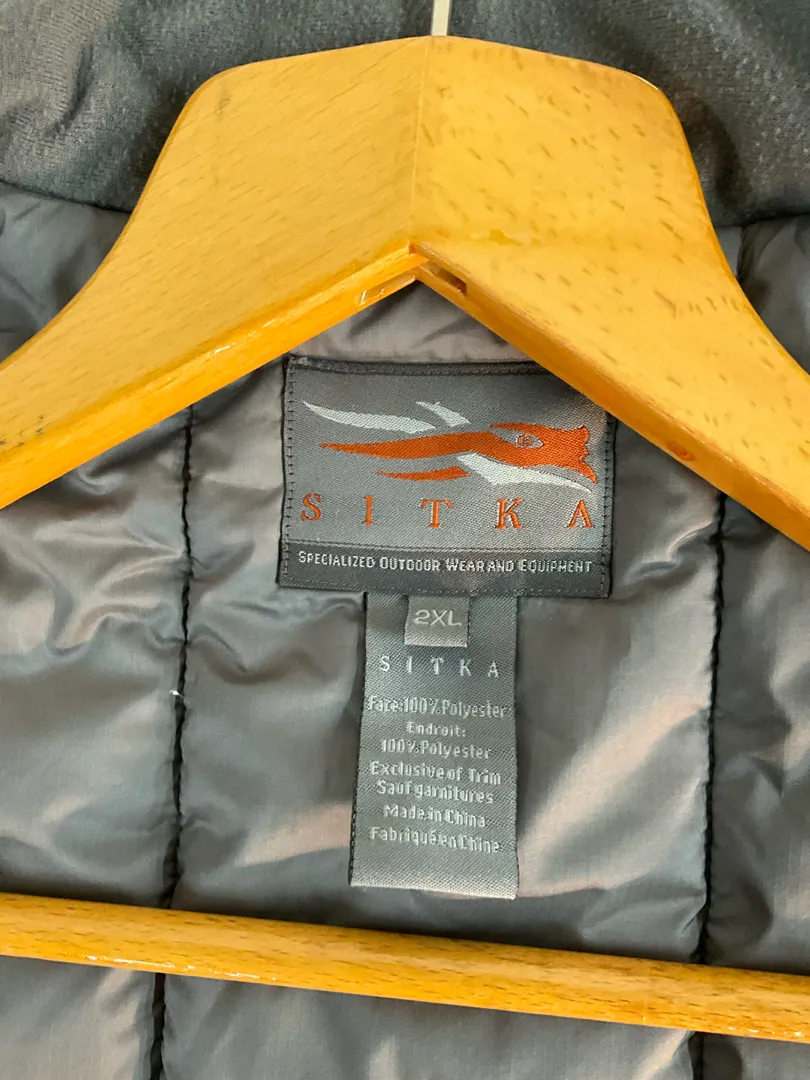 SITKA
SPECIALIZED OUTDOOR WEAR AND EQUIPMENT
2XL
SITKA
Face:100%Polyester
Endroit:
100%Polyester
Exclusive of Trim
Sauf garnitures
Made in China
Fabriqué en Chine